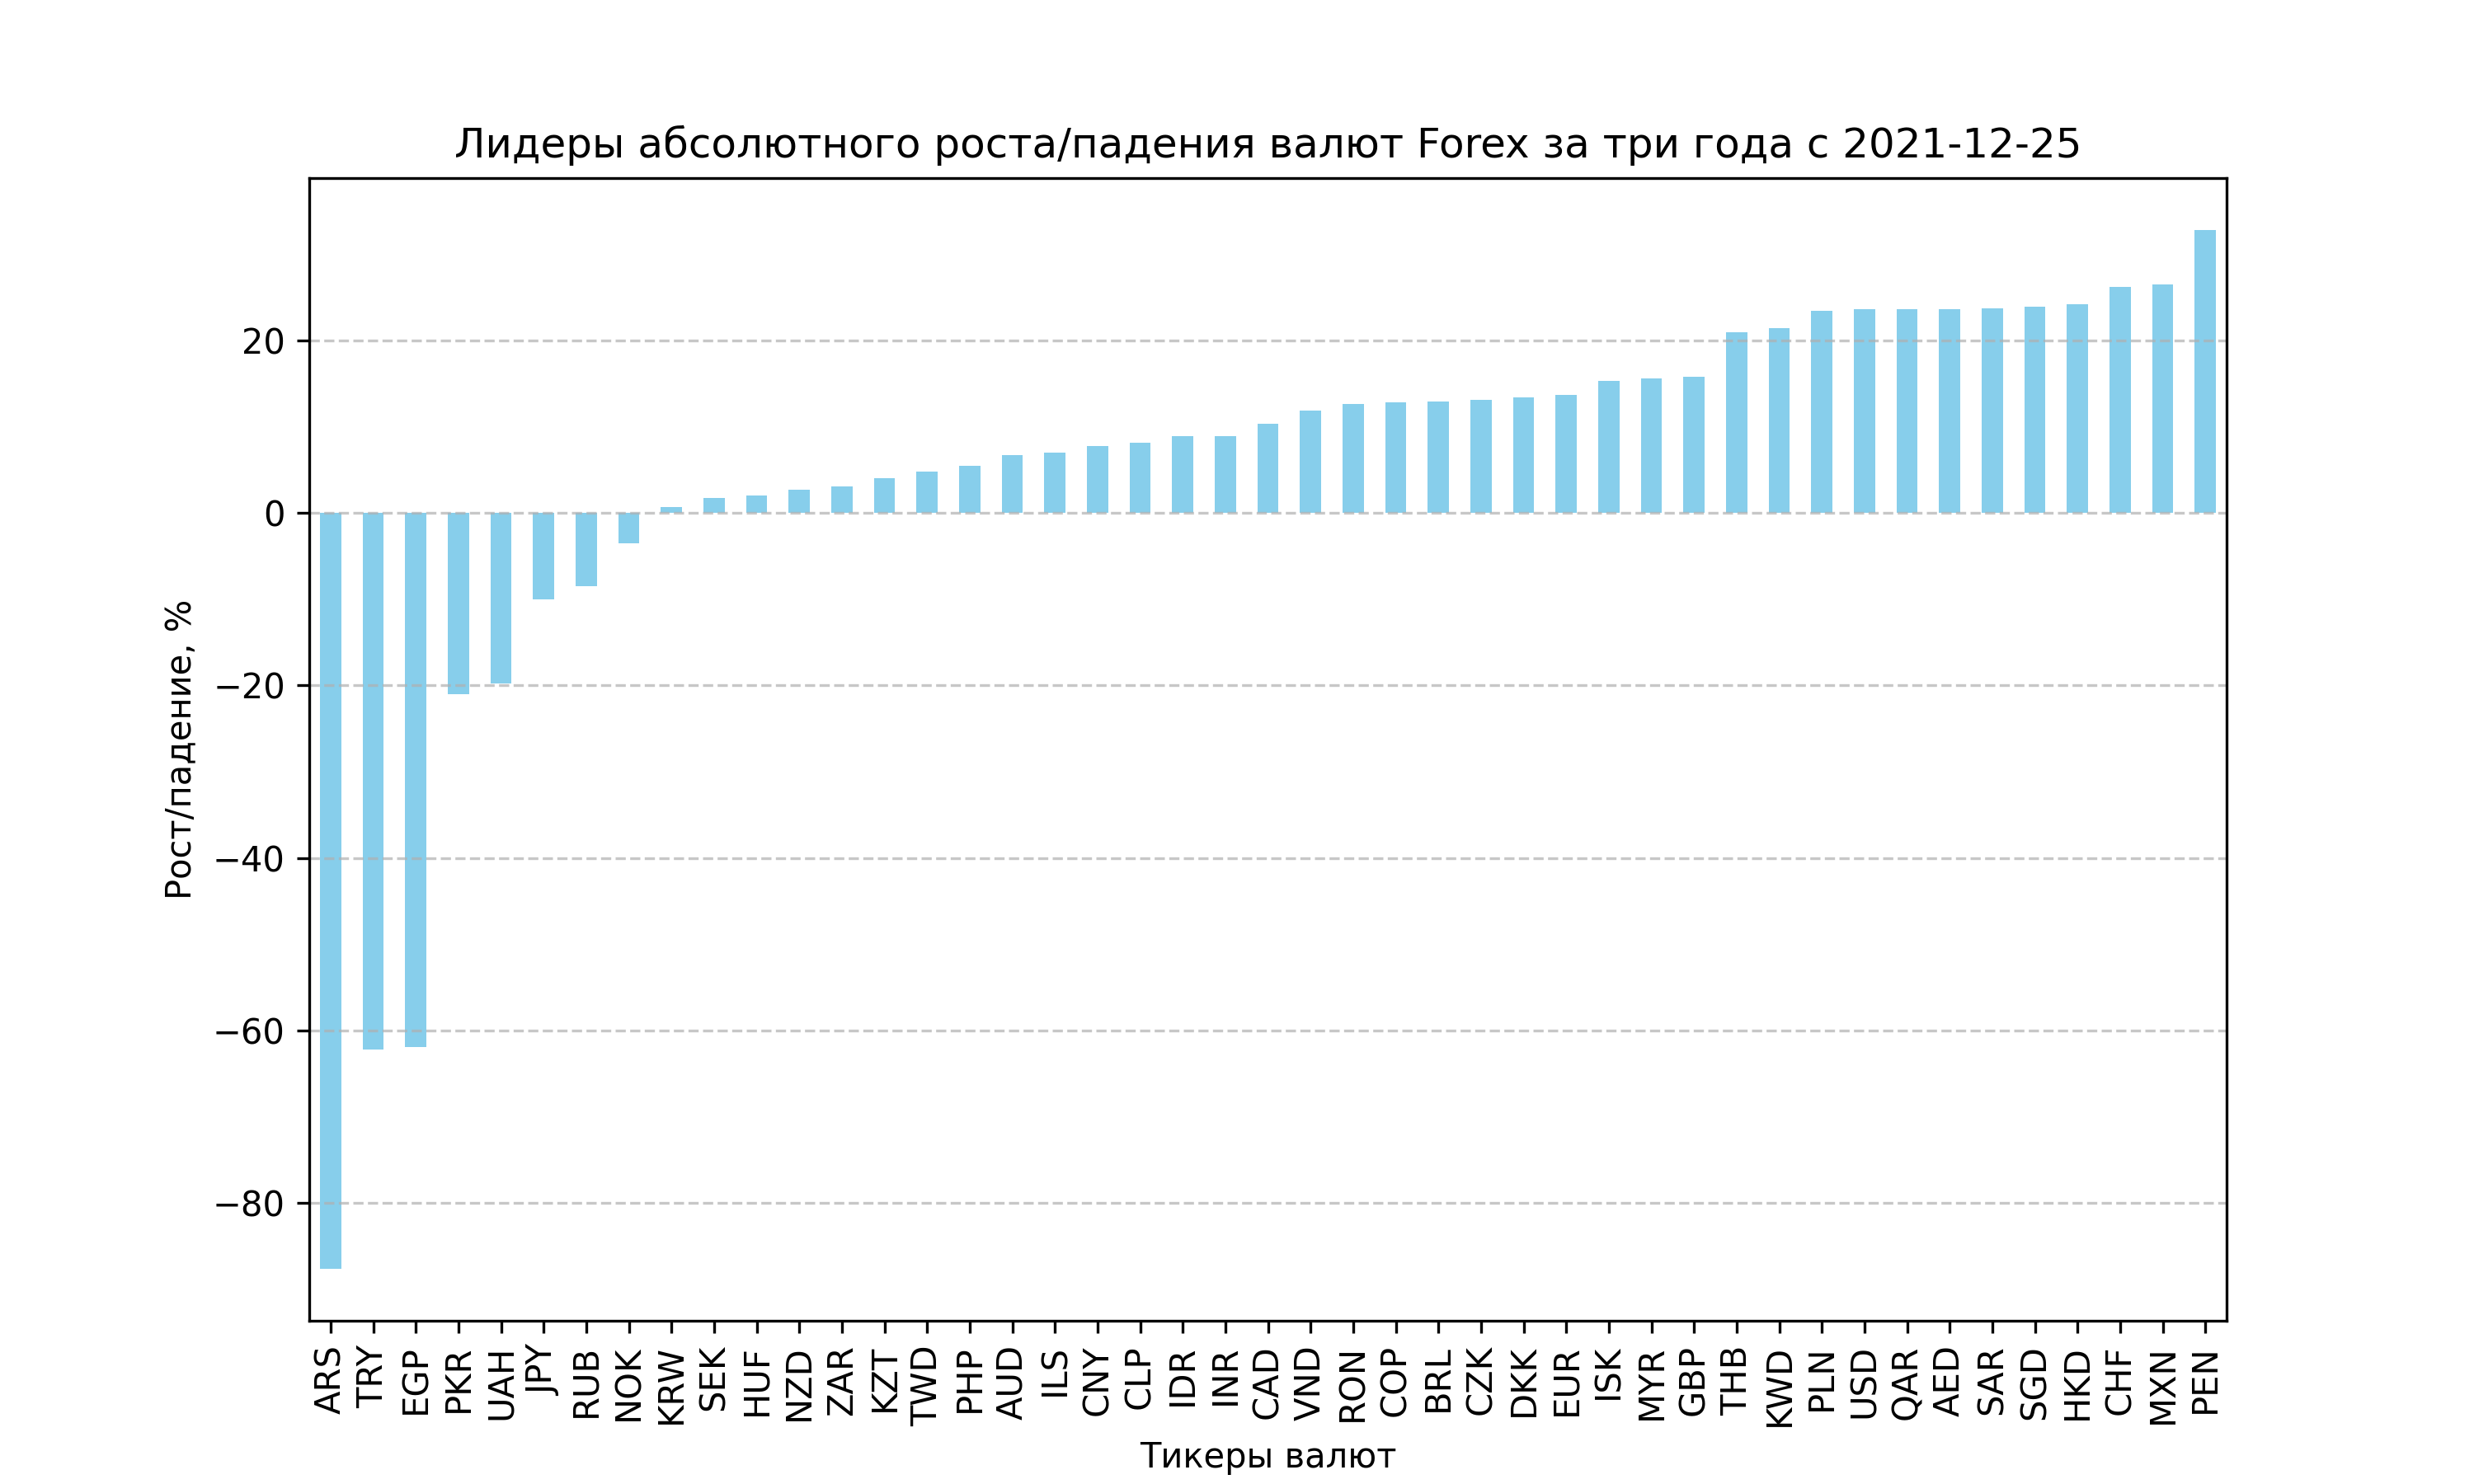 Лидеры абсолютного роста/падения валют Forex за три года с 2021-12-25
Рост/падение, %
20
0
−20
−40
−60
−80
ARS
TRY
EGP
PKR
UAH
JPY
RUB
NOK
KRW
SEK
HUF
NZD
ZAR
KZT
TWD
PHP
AUD
ILS
CNY
CLP
IDR
INR
CAD
VND
RON
COP
BRL
CZK
DKK
EUR
ISK
MYR
GBP
THB
KWD
PLN
USD
QAR
AED
SAR
SGD
HKD
CHF
MXN
PEN
Тикеры валют